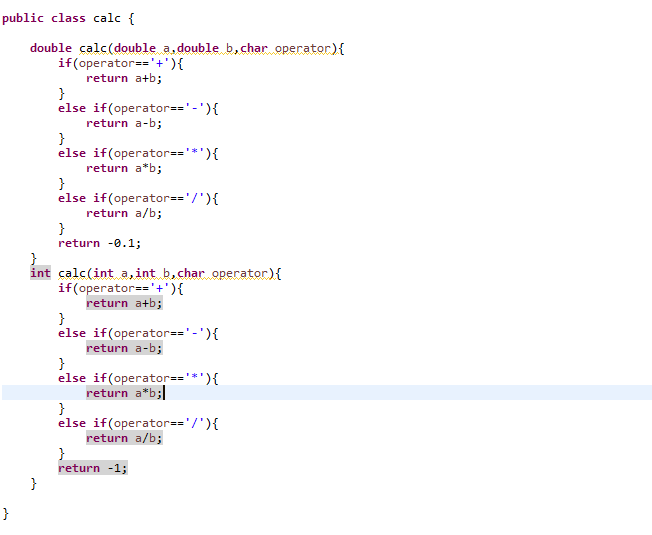 public class calc {
double calc(double a,double b,char operator){
if(operator=='+'){
return a+b;
}
else if(operator=='-'){
return a-b;
}
else if(operator=='*'){
return a*b;
}
else if(operator=='/'){
return a/b;
}
return -0.1;
}
int calc(int a,int b,char operator){
if(operator=='+'){
return a+b;
}
else if(operator=='-'){
return a-b;
}
else if(operator=='*'){
return a*b;
}
else if(operator=='/'){
return a/b;
}
return -1;
}
}